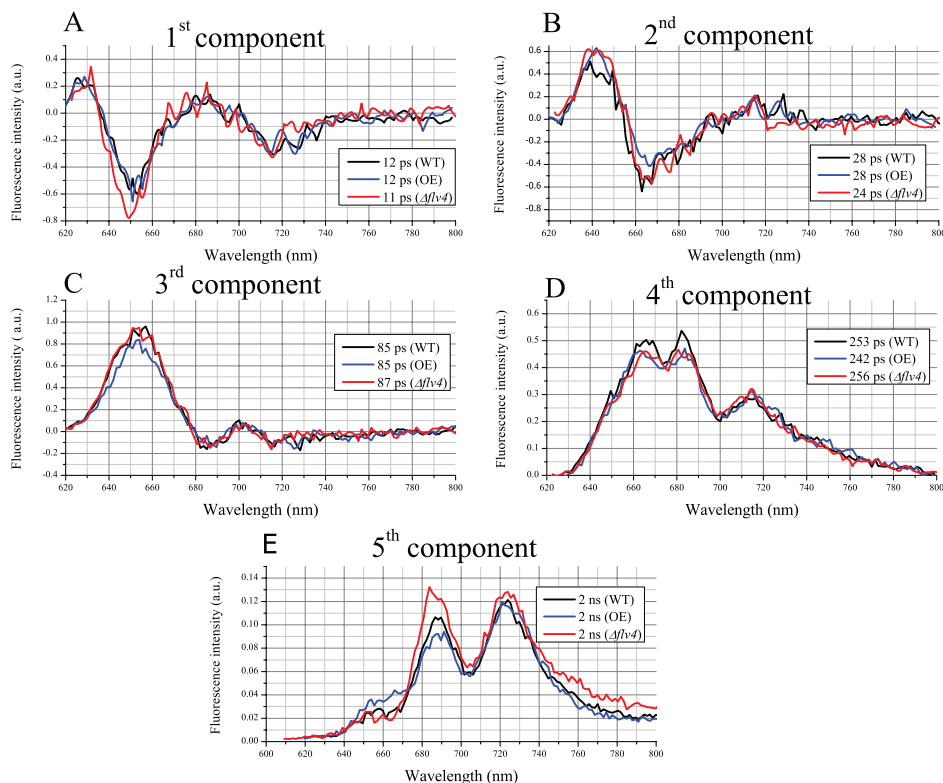 A
1st component
Fluorescence intensity (a.u.)
0.4
0.2
0.0
-0.2
-0.4
-0.6
-0.8
12 ps (WT)
12 ps (OE)
11 ps (Δflv4)
620 640 660 680 700 720 740 760 780 800
Wavelength (nm)
B
2nd component
Fluorescence intensity (a.u.)
0.6
0.4
0.2
0.0
-0.2
-0.4
-0.6
-0.8
28 ps (WT)
28 ps (OE)
24 ps (Δflv4)
620 640 660 680 700 720 740 760 780 800
Wavelength (nm)
C
3rd component
Fluorescence intensity ( a.u.)
1.2
1.0
0.8
0.6
0.4
0.2
0.0
-0.2
-0.4
85 ps (WT)
85 ps (OE)
87 ps (Δflv4)
620 640 660 680 700 720 740 760 780 800
Wavelength (nm)
D
4th component
Fluorescence intensity (a.u.)
0.6
0.5
0.4
0.3
0.2
0.1
0.0
253 ps (WT)
242 ps (OE)
256 ps (Δflv4)
620 640 660 680 700 720 740 760 780 800
Wavelength (nm)
E
5th component
Fluorescence intensity (a.u.)
0.14
0.12
0.10
0.08
0.06
0.04
0.02
0.00
2 ns (WT)
2 ns (OE)
2 ns (Δflv4)
600 620 640 660 680 700 720 740 760 780 800
Wavelength (nm)